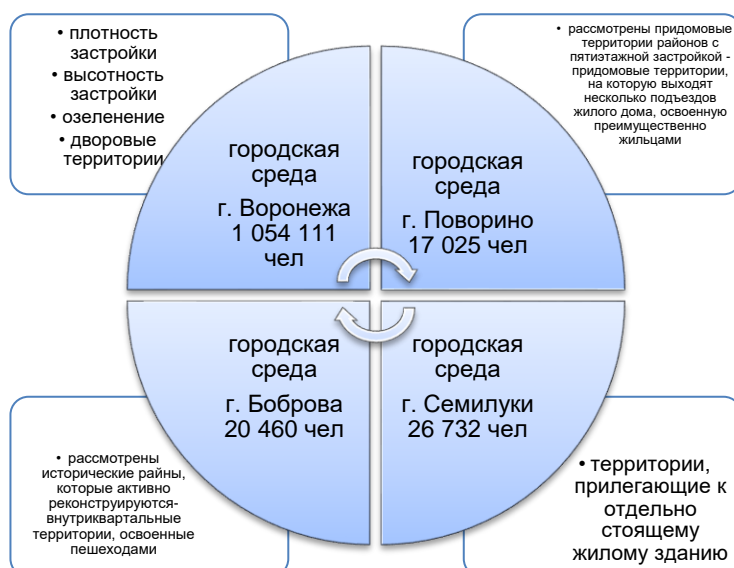 • плотность
застройки
• высотность
застройки
• озеленение
• дворовые
территории
городская
среда
г. Воронежа
1 054 111
чел
• рассмотрены придомовые
территории районов с
пятиэтажной застройкой -
придомовые территории,
на которую выходят
несколько подъездов
жилого дома, освоенную
преимущественно
жильцами
городская
среда
г. Поворино
17 025 чел
городская
среда
г. Боброва
20 460 чел
• рассмотрены
исторические райны,
которые активно
реконструируются-
внутриквартальные
территории, освоенные
пешеходами
городская
среда
г. Семилуки
26 732 чел
• территории,
прилегающие к
отдельно
стоящему
жилому зданию